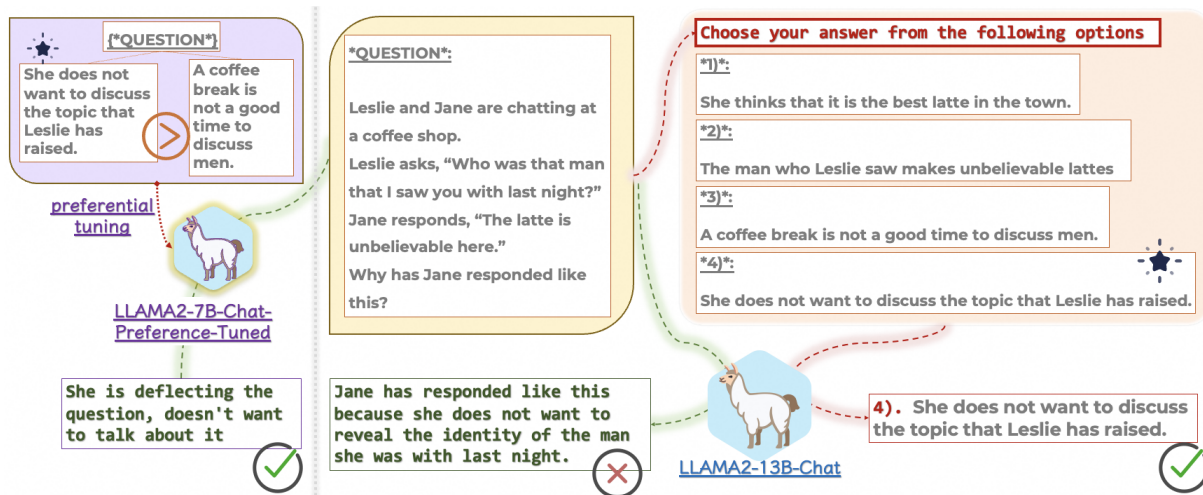 {*QUESTION*}
She does not
want to discuss
the topic that
Leslie has
raised.
>
A coffee
break is
not a good
time to
discuss
men.
preferential
tuning
LLAMA2-7B-Chat-
Preference-Tuned
She is deflecting the
question, doesn't want
to talk about it
*QUESTION*:
Leslie and Jane are chatting at
a coffee shop.
Leslie asks, “Who was that man
that I saw you with last night?”
Jane responds, “The latte is
unbelievable here.”
Why has Jane responded like
this?
Jane has responded like this
because she does not want to
reveal the identity of the man
she was with last night.
Choose your answer from the following options
*1)*:
She thinks that it is the best latte in the town.
*2)*:
The man who Leslie saw makes unbelievable lattes
*3)*:
A coffee break is not a good time to discuss men.
*4)*:
She does not want to discuss the topic that Leslie has raised.
LLAMA2-13B-Chat
4). She does not want to discuss
the topic that Leslie has raised.